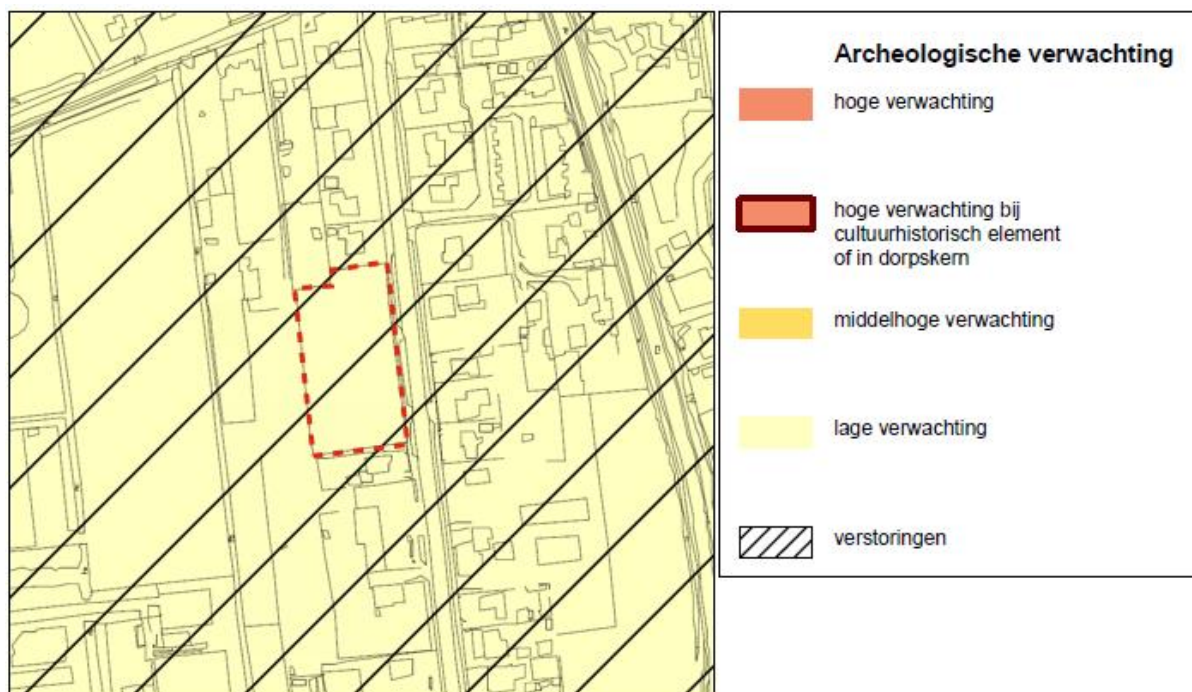 Archeologische verwachting
hoge verwachting
hoge verwachting bij
cultuurhistorisch element
of in dorpskern
middelhoge verwachting
lage verwachting
verstoringen